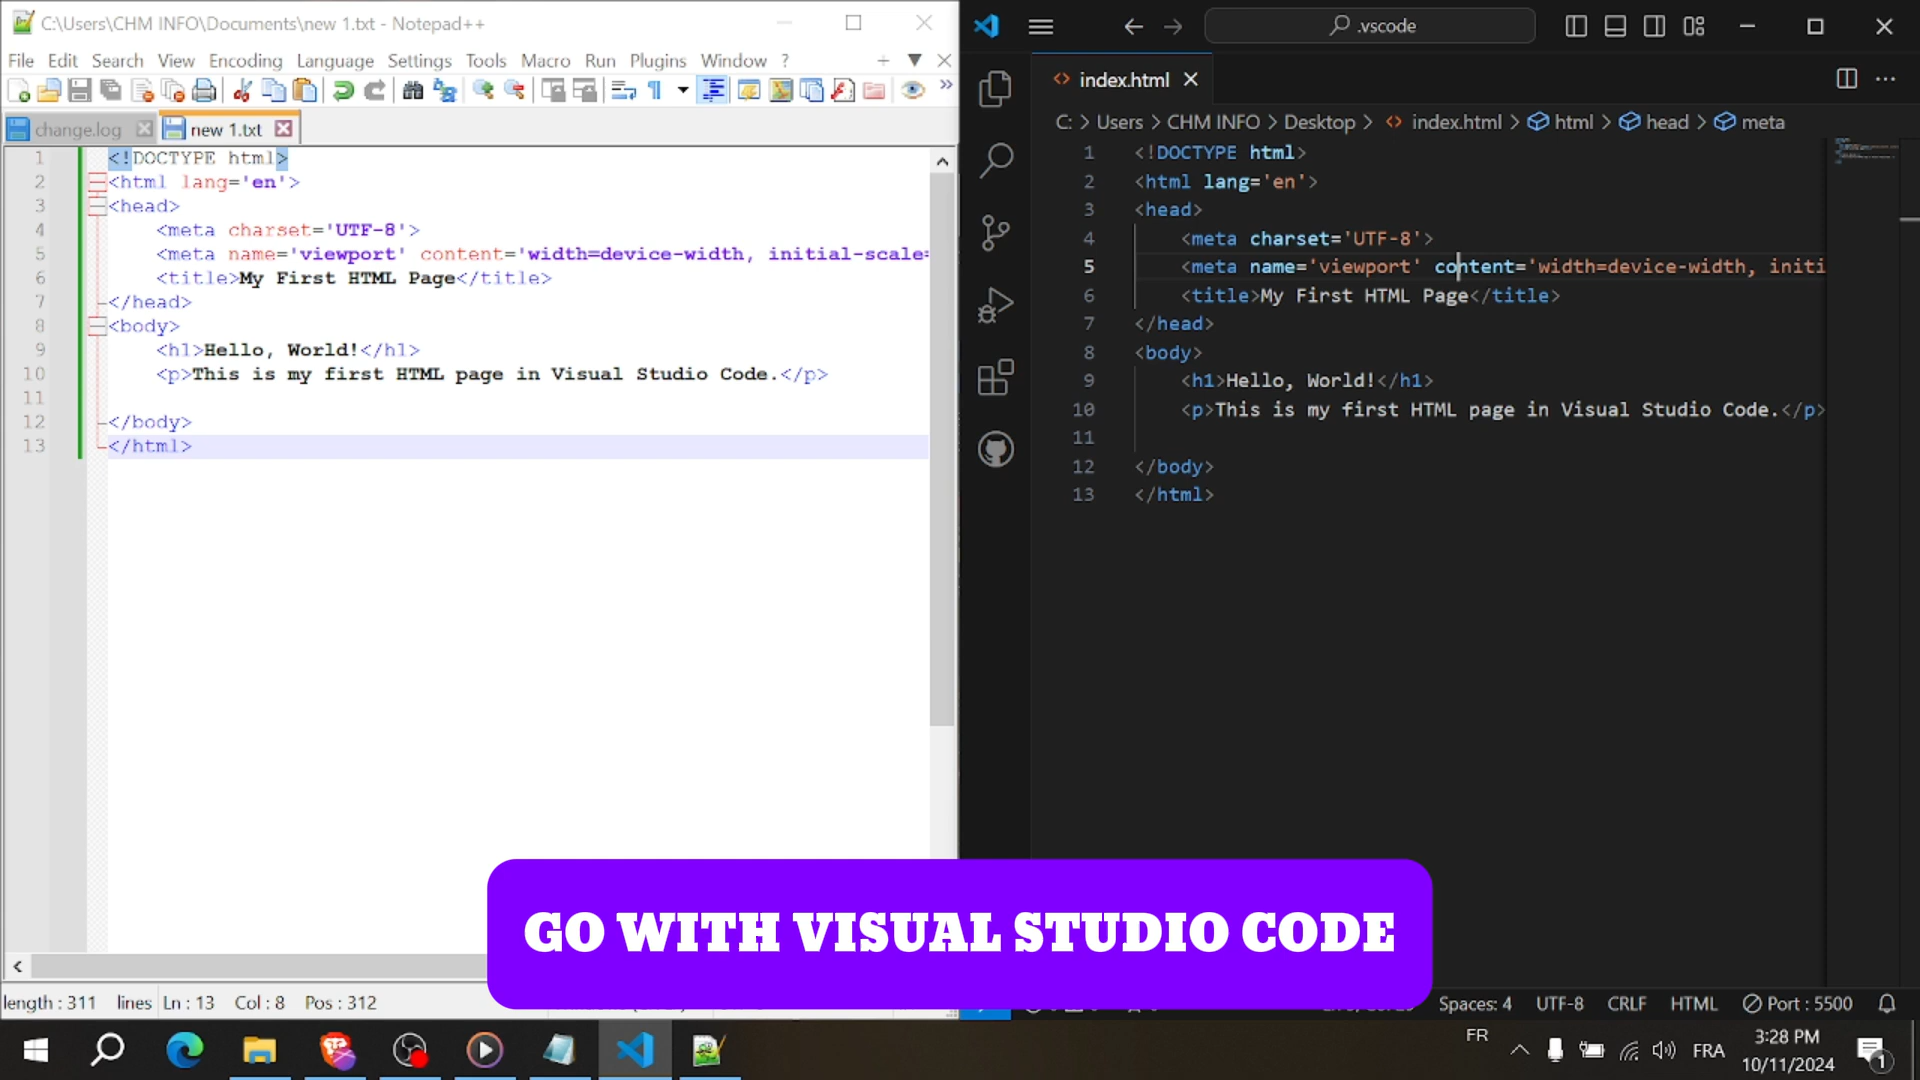 C:\Users\CHM INFO\Documents\new 1.txt - Notepad++
File Edit Search View Encoding Language Settings Tools Macro Run Plugins Window ?
change.log new 1.txt
1 <!DOCTYPE html>
2 <html lang='en'>
3 <head>
4 <meta charset='UTF-8'>
5 <meta name='viewport' content='width=device-width, initial-scale=
6 <title>My First HTML Page</title>
7 </head>
8 <body>
9 <h1>Hello, World!</h1>
10 <p>This is my first HTML page in Visual Studio Code.</p>
11
12 </body>
13 </html>
length : 311 lines Ln : 13 Col : 8 Pos : 312
.vscode
index.html
C: > Users > CHM INFO > Desktop > index.html > html > head > meta
1 <!DOCTYPE html>
2 <html lang='en'>
3 <head>
4 <meta charset='UTF-8'>
5 <meta name='viewport' content='width=device-width, initi
6 <title>My First HTML Page</title>
7 </head>
8 <body>
9 <h1>Hello, World!</h1>
10 <p>This is my first HTML page in Visual Studio Code.</p>
11
12 </body>
13 </html>
GO WITH VISUAL STUDIO CODE
Spaces: 4 UTF-8 CRLF HTML Port : 5500
FR
FRA
3:28 PM
10/11/2024
1